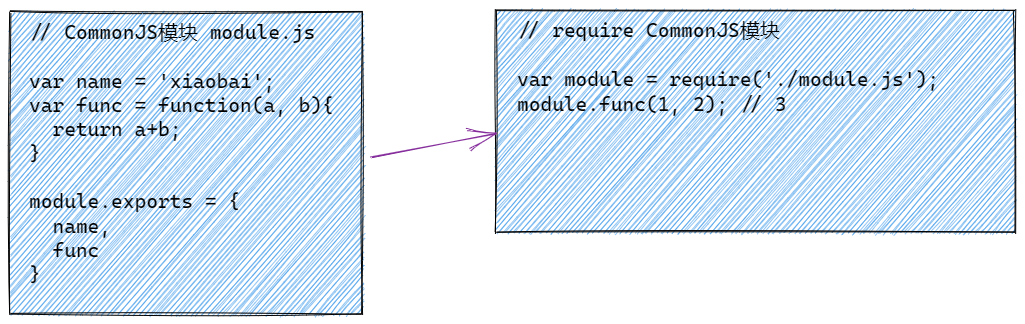 // CommonJS模块 module.js
var name = 'xiaobai';
var func = function(a, b){
  return a+b;
}
module.exports = {
  name,
  func
}
// require CommonJS模块
var module = require('./module.js');
module.func(1, 2); // 3